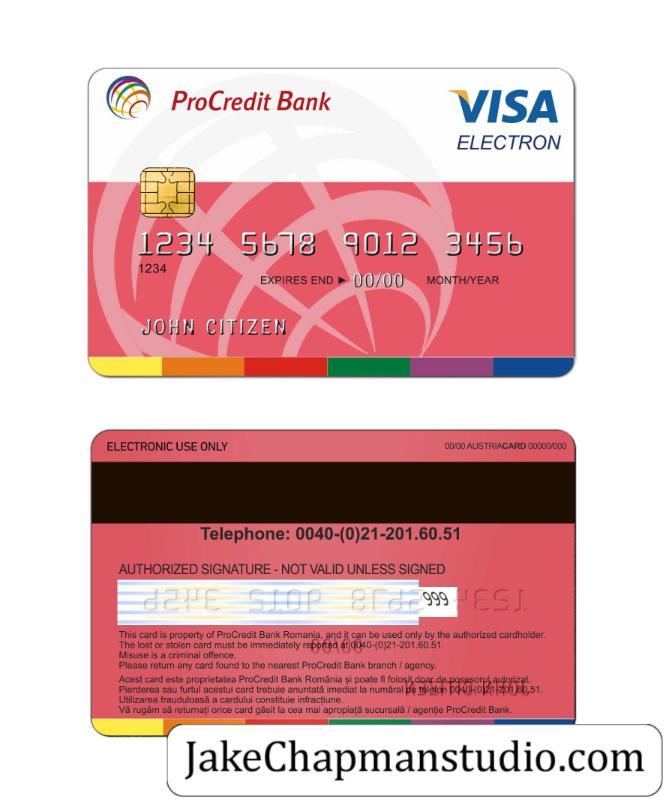 ProCredit Bank
VISA
ELECTRON
1234 5678 9012 3456
1234
EXPIRES END ▶ 00/00 MONTH/YEAR
JOHN CITIZEN
ELECTRONIC USE ONLY
00/00 AUSTRIACARD 00000/000
Telephone: 0040-(0)21-201.60.51
AUTHORIZED SIGNATURE - NOT VALID UNLESS SIGNED
999
This card is property of ProCredit Bank Romania, and it can be used only by the authorized cardholder.
The lost or stolen card must be immediately reported at 0040-(0)21-201.60.51.
Misuse is a criminal offence.
Please return any card found to the nearest ProCredit Bank branch / agency.
Acest card este proprietatea ProCredit Bank România și poate fi folosit doar de posesorul autorizat.
Pierderea sau furtul acestui card trebuie anuntată imediat la numărul de telefon 0040-(0)21-201.60.51.
Utilizarea frauduloasă a cardului constituie infracțiune.
Vă rugăm să returnați orice card găsit la cea mai apropiată sucursală / agenție ProCredit Bank.
JakeChapmanstudio.com